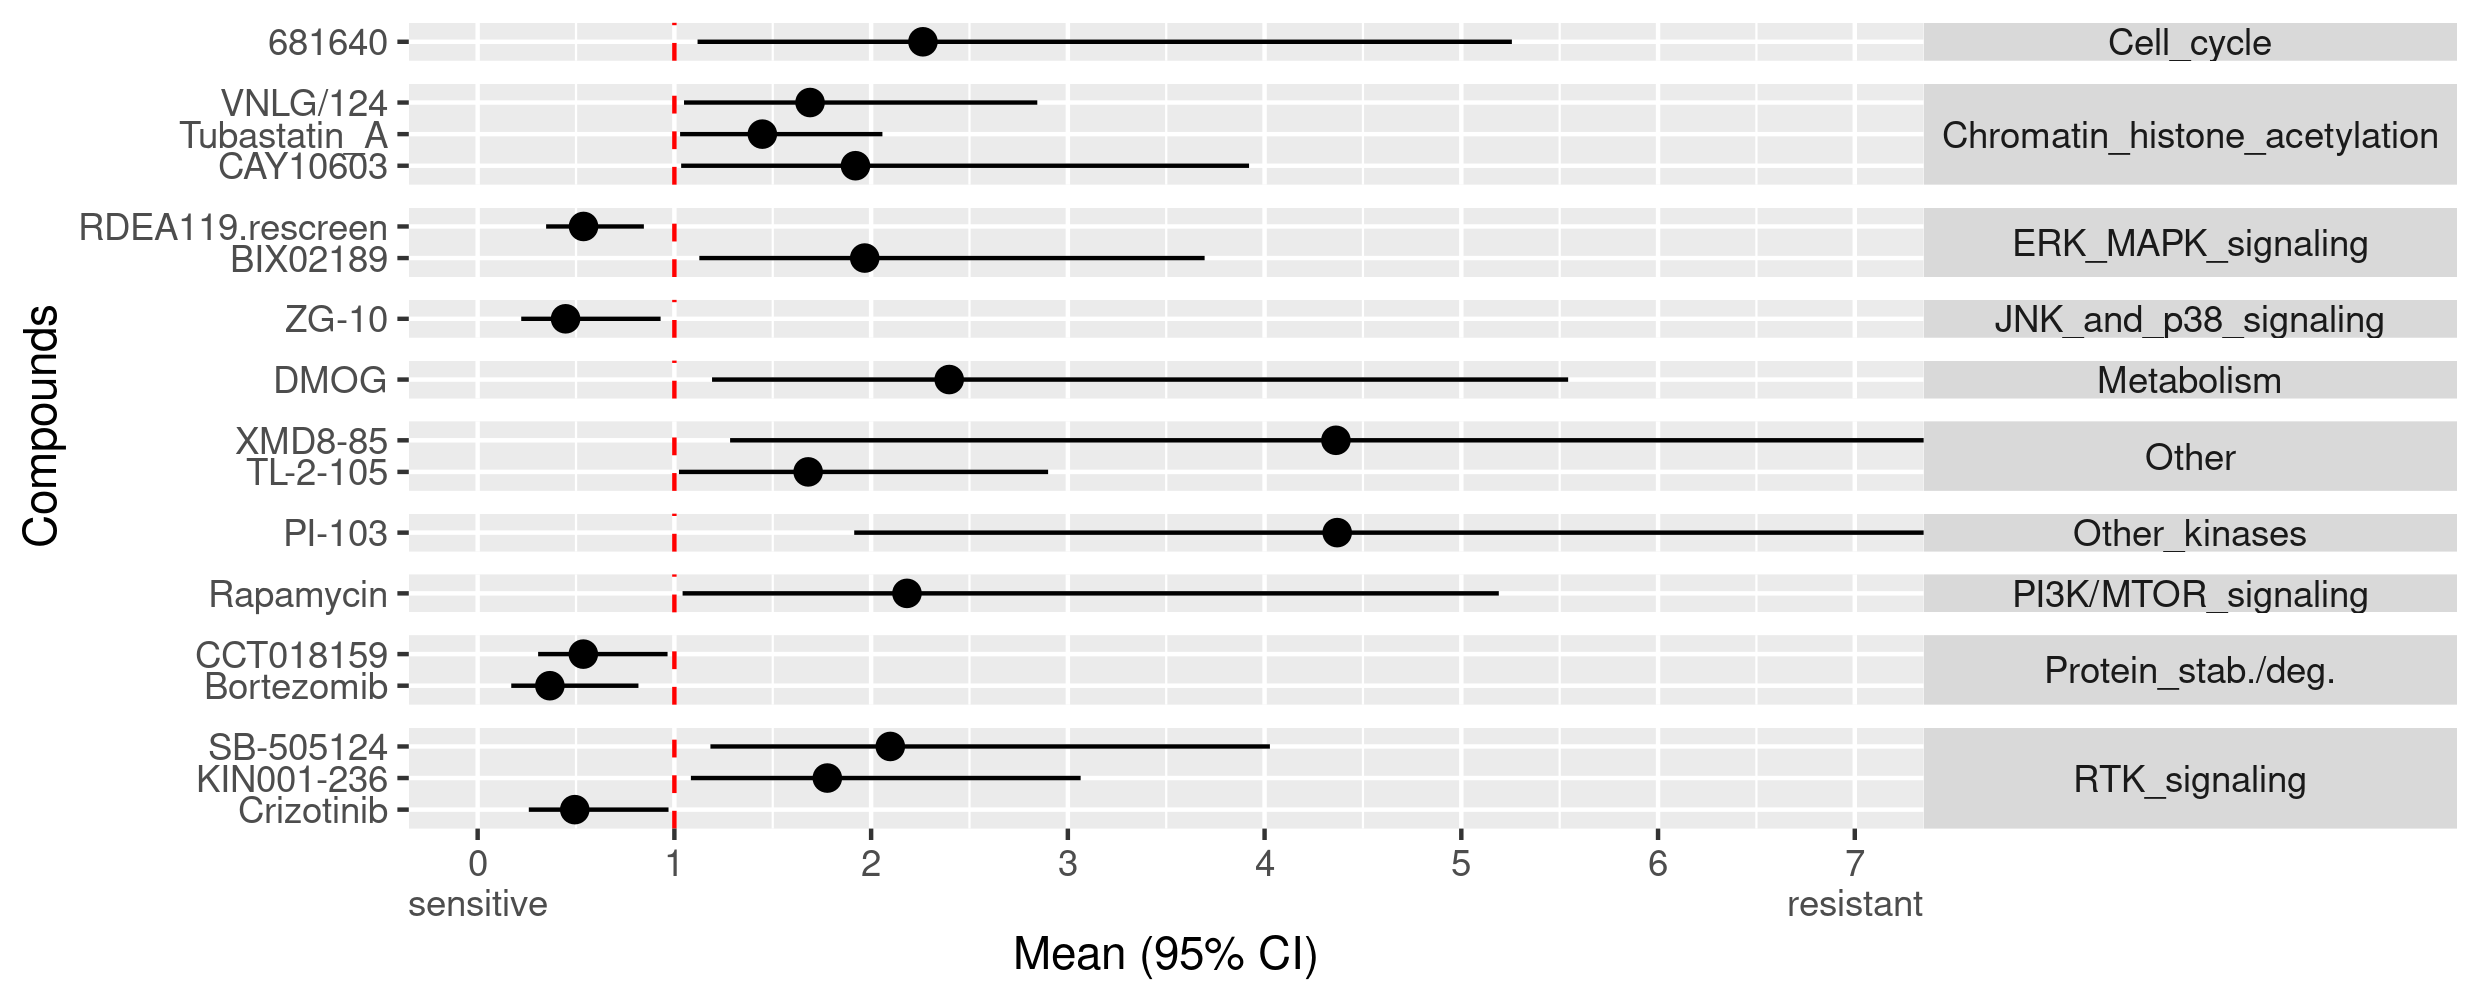 681640
Cell_cycle
VNLG/124
Tubastatin_A
CAY10603
Chromatin_histone_acetylation
RDEA119.rescreen
BIX02189
ERK_MAPK_signaling
ZG-10
JNK_and_p38_signaling
DMOG
Metabolism
XMD8-85
TL-2-105
Other
PI-103
Other_kinases
Rapamycin
PI3K/MTOR_signaling
CCT018159
Bortezomib
Protein_stab./deg.
SB-505124
KIN001-236
Crizotinib
RTK_signaling
Compounds
0 1 2 3 4 5 6 7
sensitive resistant
Mean (95% CI)